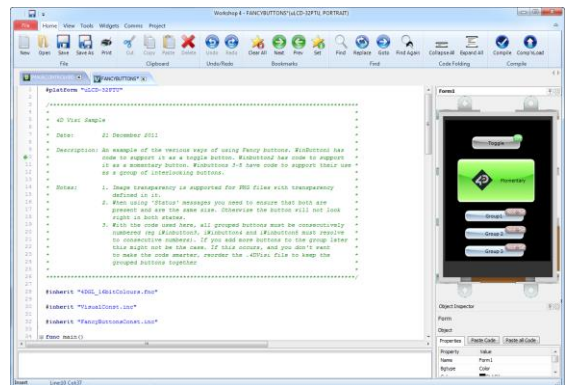 Workshop 4 - FANCYBUTTONS*(uLCD-32PTU, PORTRAIT)
File Home View Tools Widgets Comms Project
New Open Save Save As Print Cut Copy Paste Delete Undo Redo Clear All Next Prev Set Find Replace Goto Find Again Collapse All Expand All Compile Comp'nLoad
File Clipboard Undo/Redo Bookmarks Find Code Folding Compile
FANCYBUTTONS* x
#platform "uLCD-32PTU"
4D Visi Sample
Date: 21 December 2011
Description: An example of the various ways of using Fancy buttons. WinButton1 has
code to support it as a toggle button. Winbutton2 has code to support
it as a momentary button. Winbuttons 3-5 have code to support their use
as a group of interlocking buttons.
Notes: 1. Image transparency is supported for PNG files with transparency
defined in it.
2. When using 'Status' messages you need to ensure that both are
present and are the same size. Otherwise the button will not look
right in both states.
3. With the code used here, all grouped buttons must be consecutively
numbered (eg iWinbutton3, iWinbutton4 and iWinbutton5 must resolve
to consecutive numbers). If you add more buttons to the group later
this might not be the case. If this occurs, and you don't want
to make the code smarter, reorder the .4DVisi file to keep the
grouped buttons together
#inherit "4DGL_16bitColours.fnc"
#inherit "VisualConst.inc"
#inherit "FancyButtonsConst.inc"
func main()
Form1
Toggle
Momentary
Group1
Group 2
Group 3
Object Inspector
Form
Object
Properties Paste Code Paste all Code
Property Value
Name Form1
Bgtype Color
Insert Line:10 Col:37